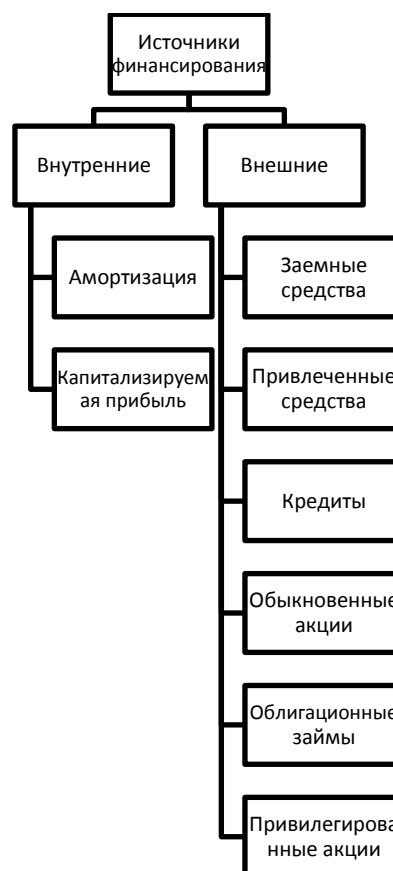 Источники
финансирования
Внутренние
Внешние
Амортизация
Заемные
средства
Капитализируем
ая прибыль
Привлеченные
средства
Кредиты
Обыкновенные
акции
Облигационные
займы
Привилегирова
нные акции